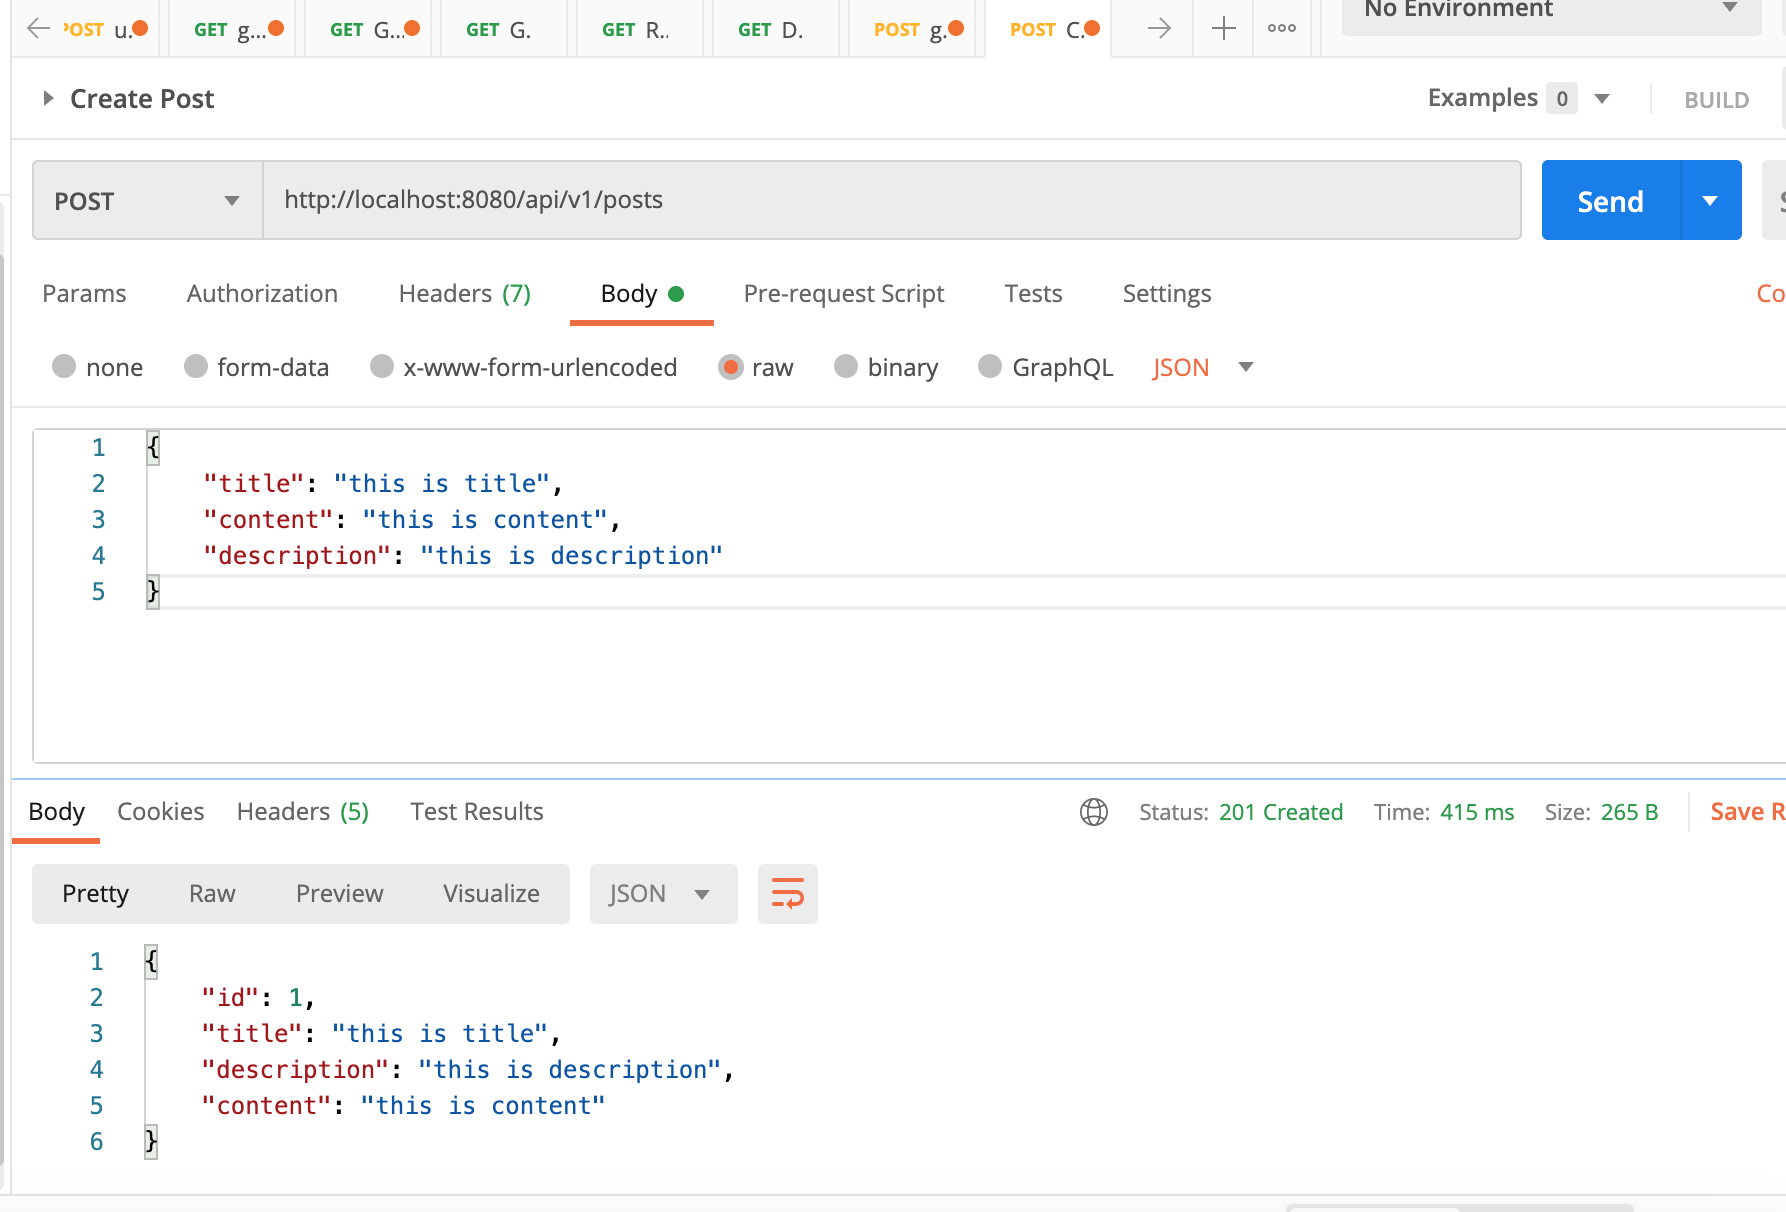 POST u. GET g... GET G... GET G. GET R.. GET D. POST g. POST C. No Environment
Create Post Examples 0 BUILD
POST http://localhost:8080/api/v1/posts Send
Params Authorization Headers (7) Body Pre-request Script Tests Settings Co
none form-data x-www-form-urlencoded raw binary GraphQL JSON
1 {
2 "title": "this is title",
3 "content": "this is content",
4 "description": "this is description"
5 }
Body Cookies Headers (5) Test Results Status: 201 Created Time: 415 ms Size: 265 B Save R
Pretty Raw Preview Visualize JSON
1 {
2 "id": 1,
3 "title": "this is title",
4 "description": "this is description",
5 "content": "this is content"
6 }